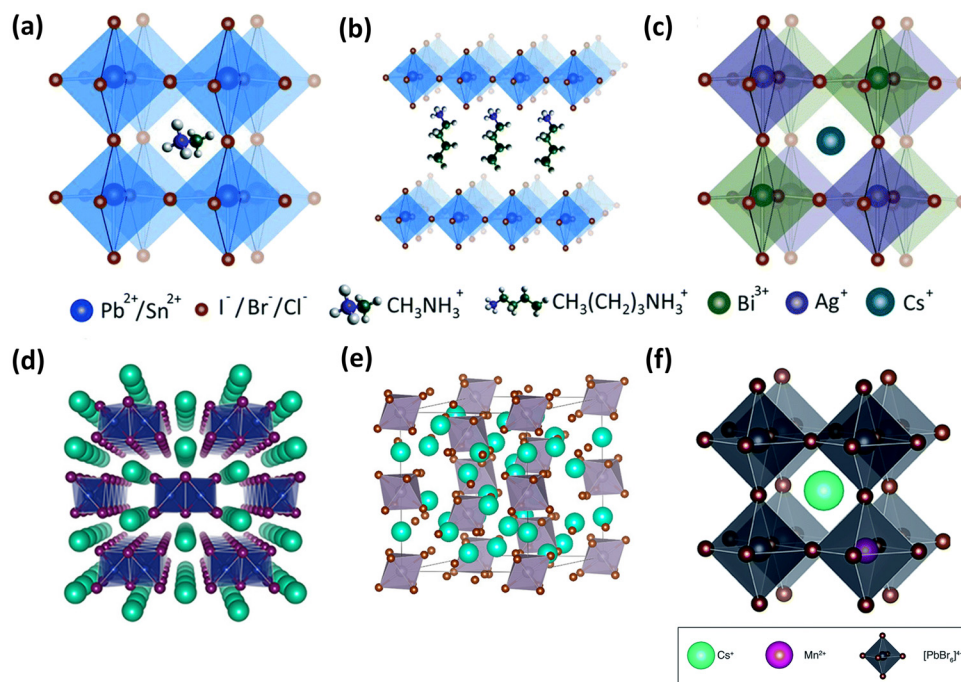 (a) (b) (c)
Pb²⁺/Sn²⁺ I⁻/Br⁻/Cl⁻ CH₃NH₃⁺ CH₃(CH₂)₃NH₃⁺ Bi³⁺ Ag⁺ Cs⁺
(d) (e) (f)
Cs⁺ Mn²⁺ [PbBr₆]⁴⁻